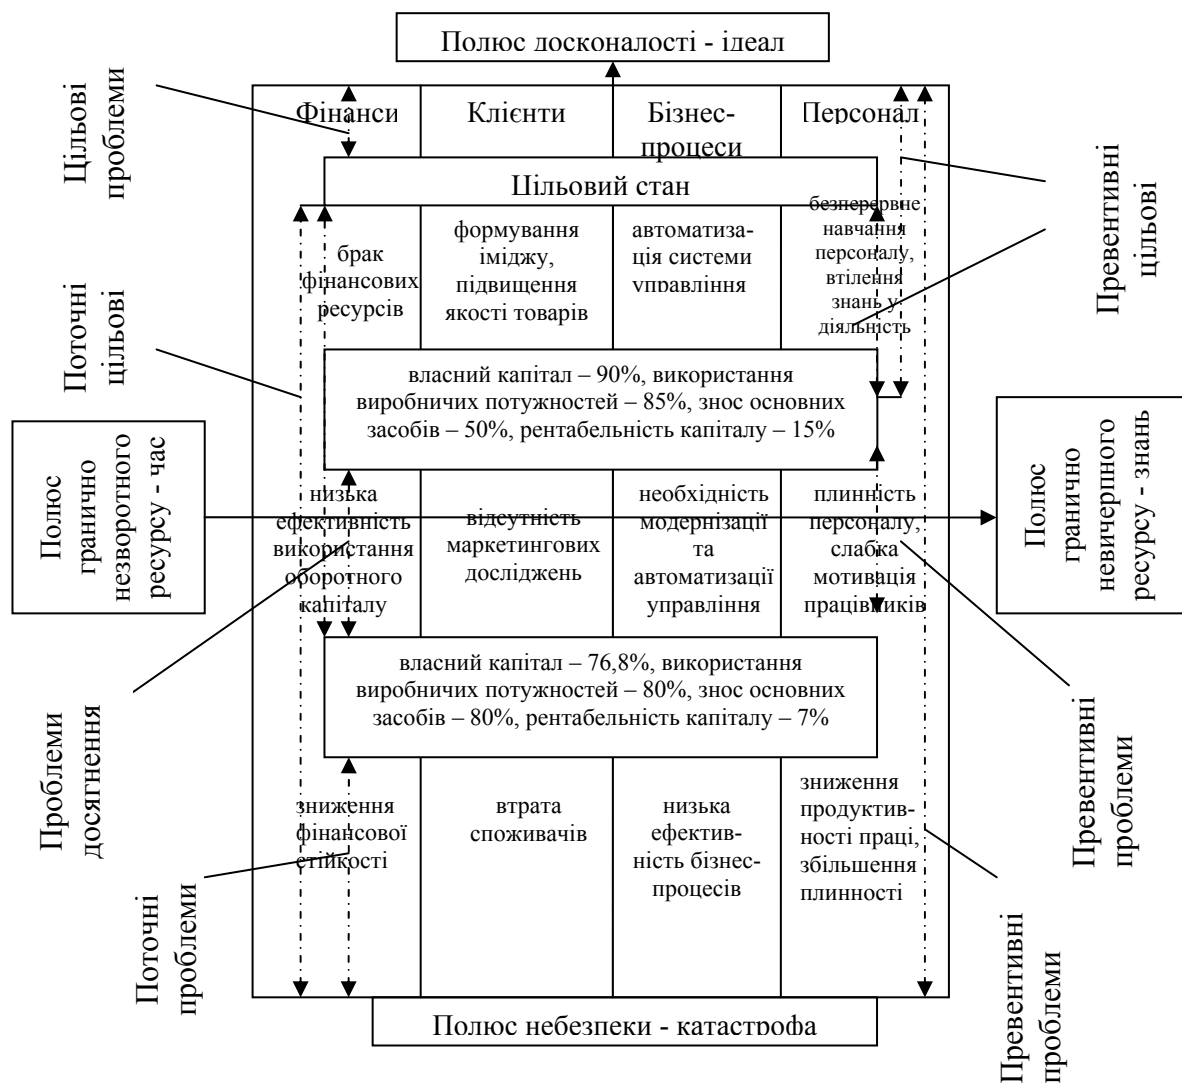 Полюс досконалості - ідеал
Цільові
проблеми
Фінанси
Клієнти
Бізнес-
процеси
Персонал
Цільовий стан
Превентивні
цільові
Поточні
цільові
брак
фінансових
ресурсів
формування
іміджу,
підвищення
якості товарів
автоматиза-
ція системи
управління
безперервне
навчання
персоналу,
втілення
знань у
діяльність
власний капітал – 90%, використання
виробничих потужностей – 85%, знос основних
засобів – 50%, рентабельність капіталу – 15%
Полюс
гранично
незворотного
ресурсу - час
низька
ефективність
використання
оборотного
капіталу
відсутність
маркетингових
досліджень
необхідність
модернізації
та
автоматизації
управління
плинність
персоналу,
слабка
мотивація
працівників
Полюс
гранично
невичерпного
ресурсу - знань
власний капітал – 76,8%, використання
виробничих потужностей – 80%, знос основних
засобів – 80%, рентабельність капіталу – 7%
Проблеми
досягнення
Превентивні
проблеми
зниження
фінансової
стійкості
втрата
споживачів
низька
ефектив-
ність бізнес-
процесів
зниження
продуктив-
ності праці,
збільшення
плинності
Поточні
проблеми
Превентивні
проблеми
Полюс небезпеки - катастрофа